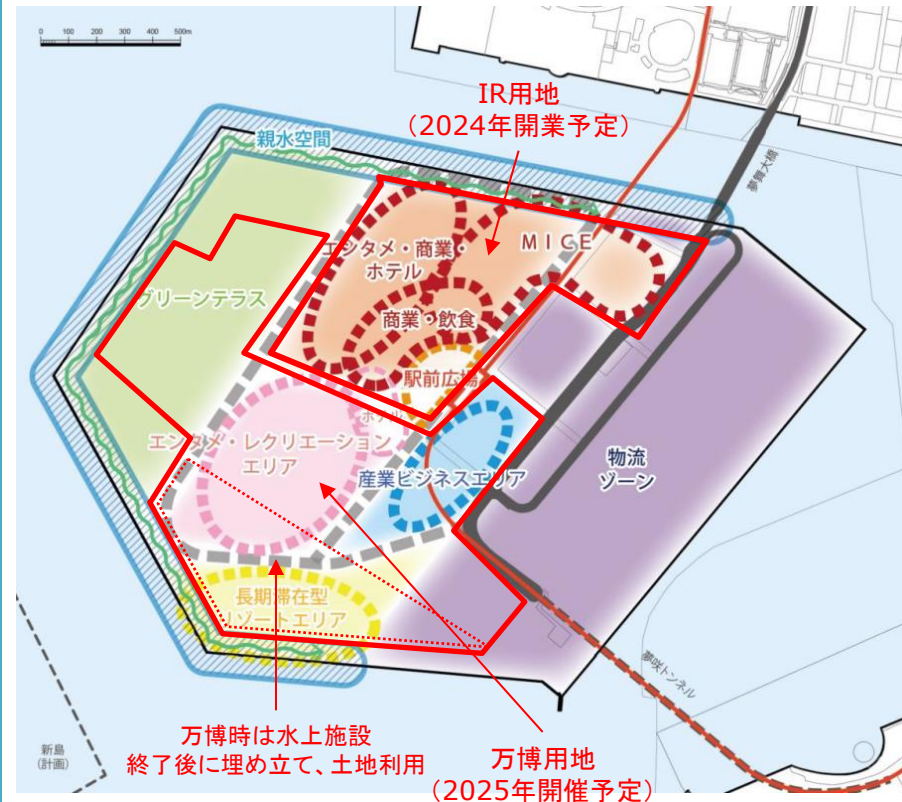 0 100 200 300 400 500m
IR用地
(2024年開業予定)
親水空間
夢舞大橋
エンタメ・商業・
ホテル
MICE
グリーンテラス
商業・飲食
駅前広場
ホテル
エンタメ・レクリエーション
エリア
産業ビジネスエリア
物流
ゾーン
長期滞在型
リゾートエリア
夢咲トンネル
新島
(計画)
万博時は水上施設
終了後に埋め立て、土地利用
万博用地
(2025年開催予定)